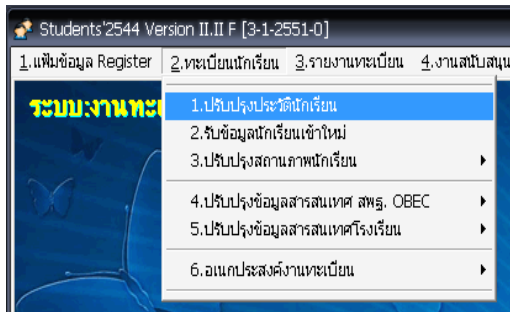 Students'2544 Version II.II F [3-1-2551-0]
1.แฟ้มข้อมูล Register 2.ทะเบียนนักเรียน 3.รายงานทะเบียน 4.งานสนับสนุน
ระบบ:งานทะเ
1.ปรับปรุงประวัตินักเรียน
2.รับข้อมูลนักเรียนเข้าใหม่
3.ปรับปรุงสถานภาพนักเรียน
4.ปรับปรุงข้อมูลสารสนเทศ สพฐ. OBEC
5.ปรับปรุงข้อมูลสารสนเทศโรงเรียน
6.อเนกประสงค์งานทะเบียน